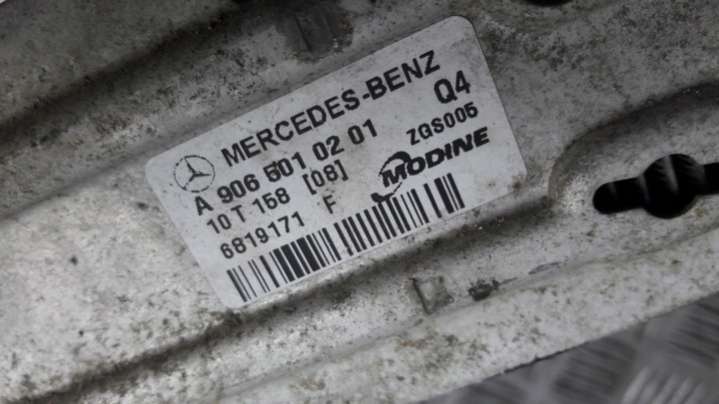 MERCEDES-BENZ Q4
A 906 501 02 01 ZGS005
10 T 158 [08] MODINE
6819171 F